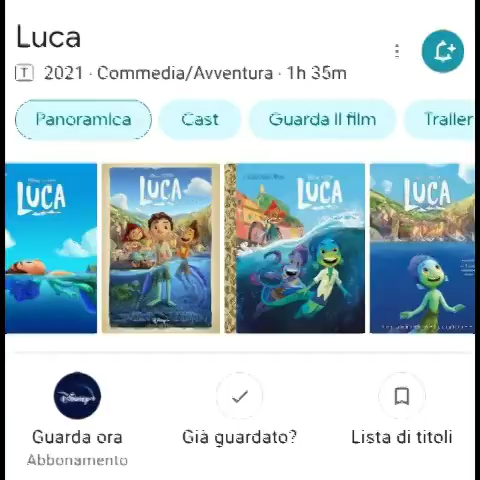 Luca
T 2021 · Commedia/Avventura · 1h 35m
Panoramica Cast Guarda Il film Trailer
LUCA LUCA LUCA LUCA
Disney+
Guarda ora Già guardato? Lista di titoli
Abbonamento